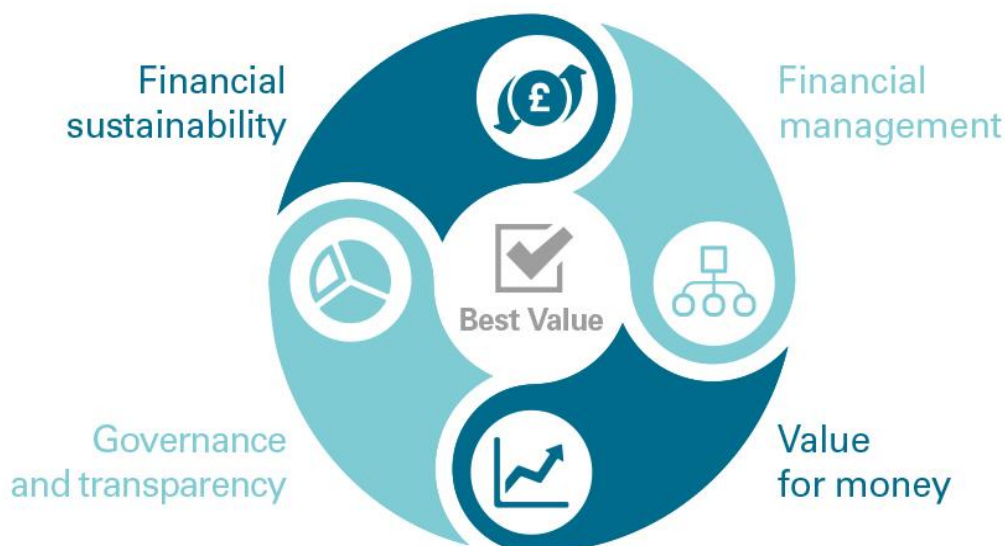 Financial
sustainability
£
Financial
management
Best Value
Governance
and transparency
Value
for money